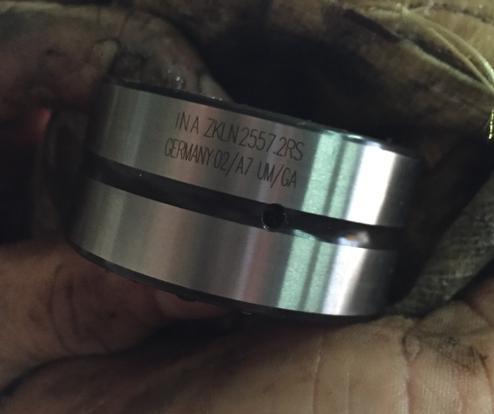 INA ZKLN2557.2RS
GERMANY 02/A7 UM/GA